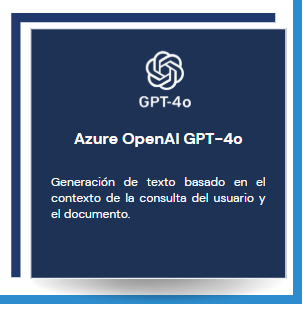 GPT-4o
Azure OpenAI GPT-4o
Generación de texto basado en el
contexto de la consulta del usuario y
el documento.